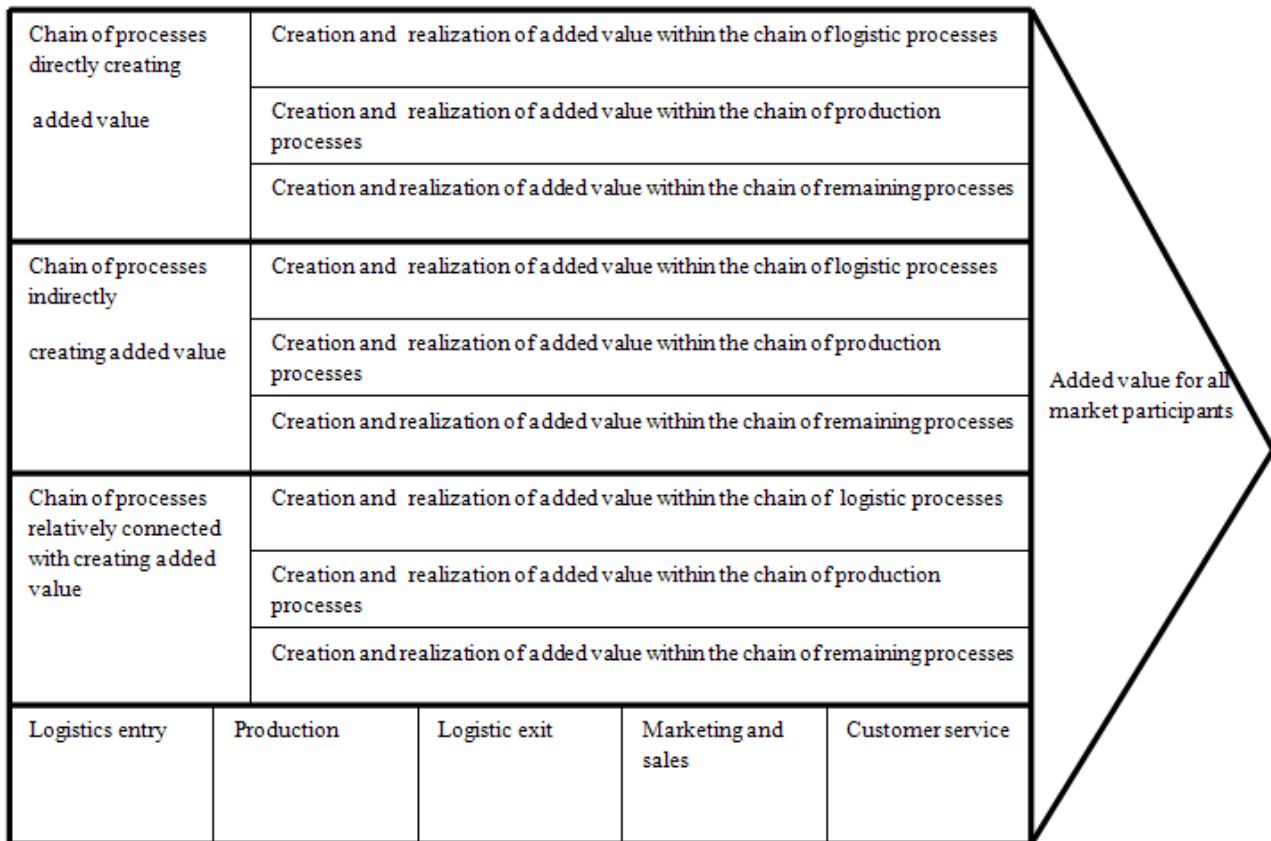 Chain of processes
directly creating
added value
Creation and realization of added value within the chain of logistic processes
Creation and realization of added value within the chain of production
processes
Creation and realization of added value within the chain of remaining processes
Chain of processes
indirectly
creating added value
Creation and realization of added value within the chain of logistic processes
Creation and realization of added value within the chain of production
processes
Creation and realization of added value within the chain of remaining processes
Chain of processes
relatively connected
with creating added
value
Creation and realization of added value within the chain of logistic processes
Creation and realization of added value within the chain of production
processes
Creation and realization of added value within the chain of remaining processes
Logistics entry
Production
Logistic exit
Marketing and
sales
Customer service
Added value for all
market participants